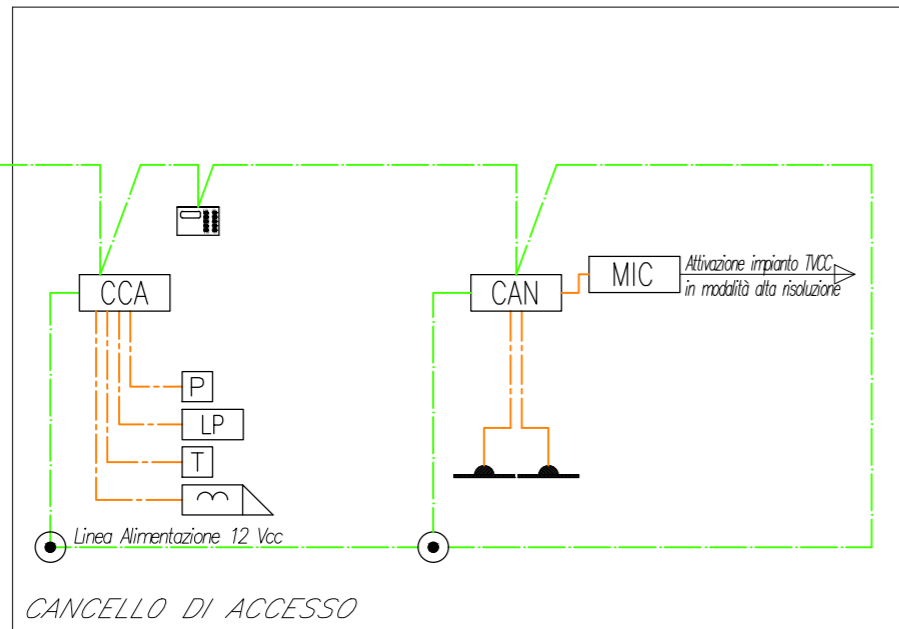 Attivazione impianto TVCC
in modalità alta risoluzione
MIC
CCA
CAN
P
LP
T
Linea Alimentazione 12 Vcc
CANCELLO DI ACCESSO